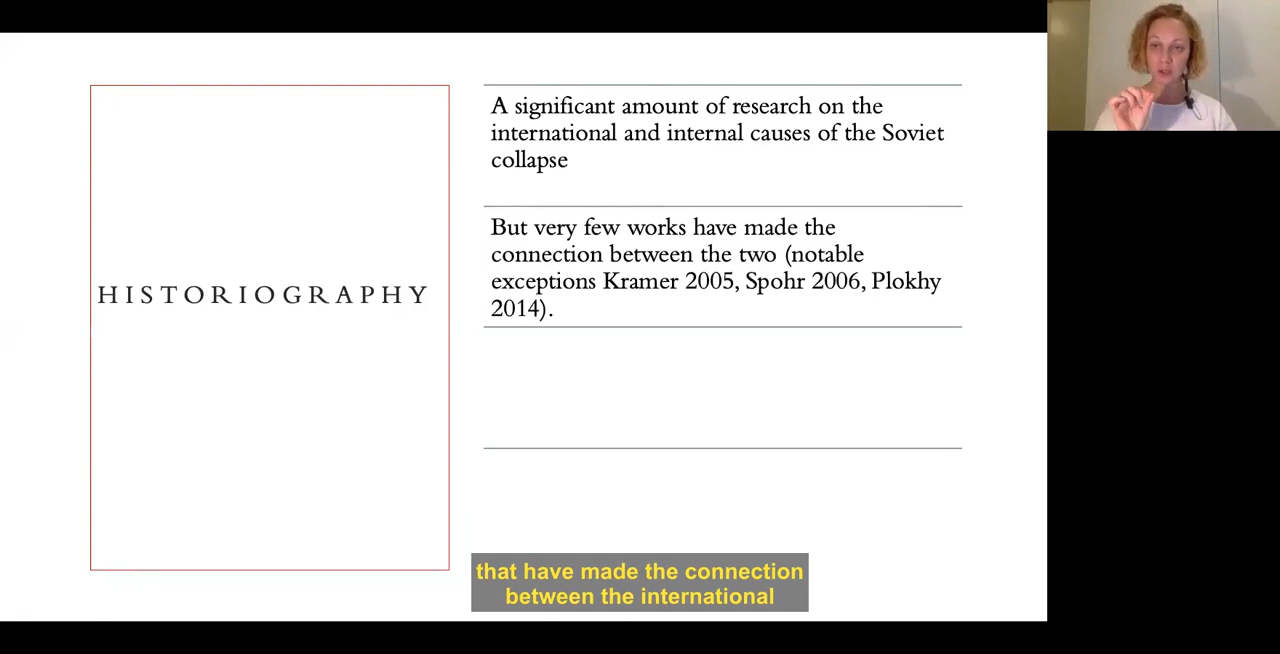 HISTORIOGRAPHY
A significant amount of research on the
international and internal causes of the Soviet
collapse
But very few works have made the
connection between the two (notable
exceptions Kramer 2005, Spohr 2006, Plokhy
2014).
that have made the connection
between the international